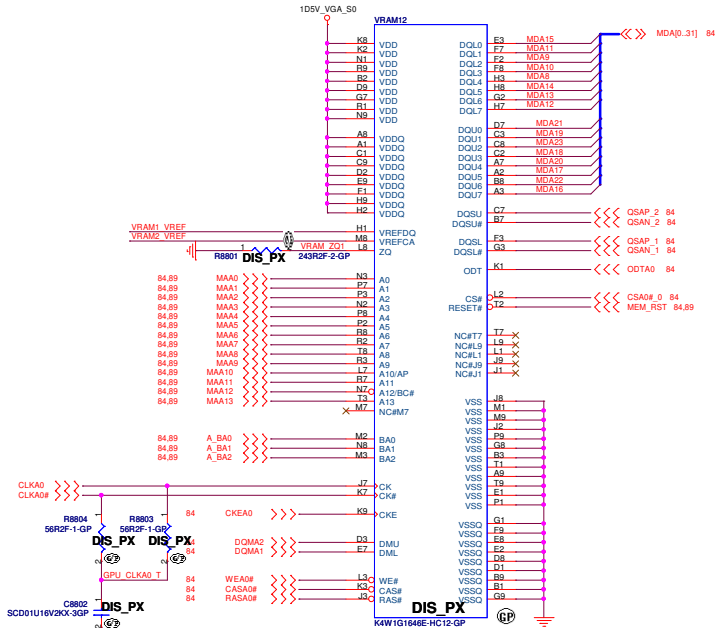 1D5V_VGA_S0
VRAM12
K8 VDD DQL0 E3 MDA15 MDA[0..31] 84
K2 VDD DQL1 F7 MDA11
N1 VDD DQL2 F2 MDA9
R9 VDD DQL3 F8 MDA10
B2 VDD DQL4 H3 MDA8
D9 VDD DQL5 H8 MDA14
G7 VDD DQL6 G2 MDA13
R1 VDD DQL7 H7 MDA12
N9 VDD
DQU0 D7 MDA21
A8 VDDQ DQU1 C3 MDA19
A1 VDDQ DQU2 C8 MDA23
C1 VDDQ DQU3 C2 MDA18
C9 VDDQ DQU4 A7 MDA20
D2 VDDQ DQU5 A2 MDA17
E9 VDDQ DQU6 B8 MDA22
F1 VDDQ DQU7 A3 MDA16
H9 VDDQ
H2 VDDQ DQSU C7 QSAP_2 84
DQSU# B7 QSAN_2 84
VRAM1_VREF H1 VREFDQ
VRAM2_VREF M8 VREFCA DQSL F3 QSAP_1 84
R8801 1 2 VRAM_ZQ1 L8 ZQ DQSL# G3 QSAN_1 84
DIS_PX 243R2F-2-GP
ODT K1 ODTA0 84
84,89 MAA0 N3 A0
84,89 MAA1 P7 A1
84,89 MAA2 P3 A2 CS# L2 CSA0#_0 84
84,89 MAA3 N2 A3 RESET# T2 MEM_RST 84,89
84,89 MAA4 P8 A4
84,89 MAA5 P2 A5
84,89 MAA6 R8 A6 NC#T7 T7
84,89 MAA7 R2 A7 NC#L9 L9
84,89 MAA8 T8 A8 NC#L1 L1
84,89 MAA9 R3 A9 NC#J9 J9
84,89 MAA10 L7 A10/AP NC#J1 J1
84,89 MAA11 R7 A11
84,89 MAA12 N7 A12/BC#
84,89 MAA13 T3 A13 VSS J8
M7 NC#M7 VSS M1
VSS M9
VSS J2
84,89 A_BA0 M2 BA0 VSS P9
84,89 A_BA1 N8 BA1 VSS G8
84,89 A_BA2 M3 BA2 VSS B3
VSS T1
VSS A9
CLKA0 J7 CK VSS T9
CLKA0# K7 CK# VSS E1
VSS P1
84 CKEA0 K9 CKE
R8804 R8803 VSSQ G1
56R2F-1-GP 56R2F-1-GP VSSQ F9
DIS_PX DIS_PX
84 DQMA2 D3 DMU VSSQ E8
84 DQMA1 E7 DML VSSQ E2
VSSQ D8
GPU_CLKA0_T VSSQ D1
84 WEA0# L3 WE# VSSQ B9
84 CASA0# K3 CAS# VSSQ B1
84 RASA0# J3 RAS# VSSQ G9
C8802 DIS_PX DIS_PX GP
SCD01U16V2KX-3GP
K4W1G1646E-HC12-GP